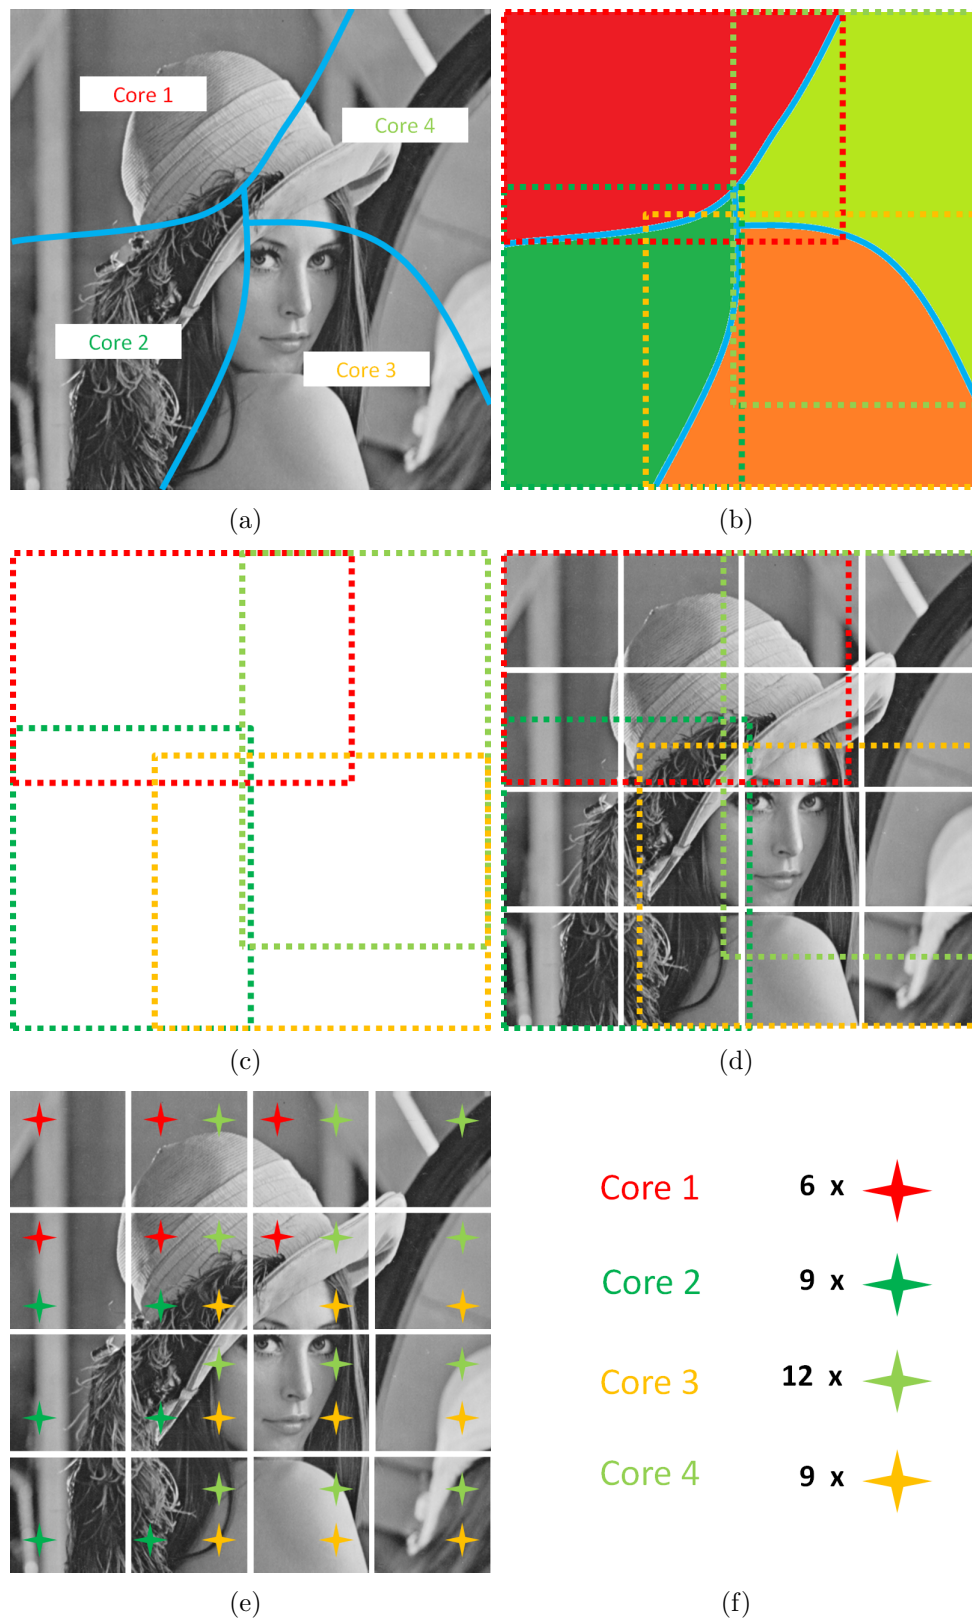 Core 1
Core 4
Core 2
Core 3
(a)
(b)
(c)
(d)
(e)
Core 1 6 x
Core 2 9 x
Core 3 12 x
Core 4 9 x
(f)